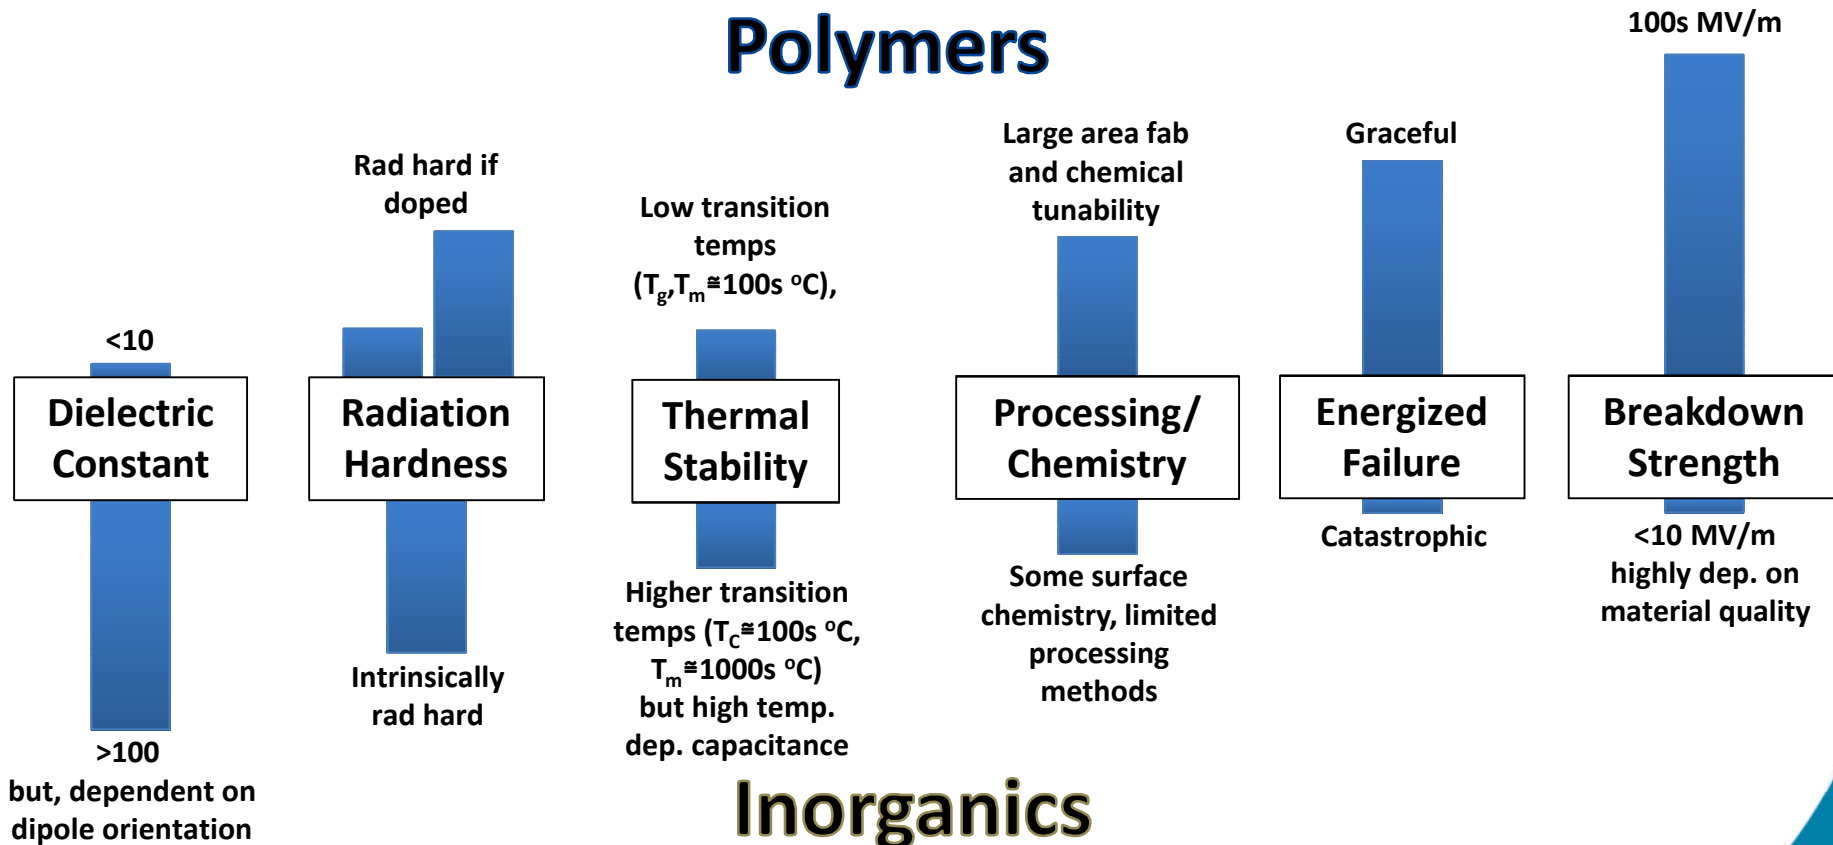 Polymers
100s MV/m
Large area fab
and chemical
tunability
Graceful
Rad hard if
doped
Low transition
temps
(Tg,Tm≅100s oC),
<10
Dielectric
Constant
Radiation
Hardness
Thermal
Stability
Processing/
Chemistry
Energized
Failure
Breakdown
Strength
>100
but, dependent on
dipole orientation
Intrinsically
rad hard
Higher transition
temps (TC≅100s oC,
Tm≅1000s oC)
but high temp.
dep. capacitance
Some surface
chemistry, limited
processing
methods
Catastrophic
<10 MV/m
highly dep. on
material quality
Inorganics